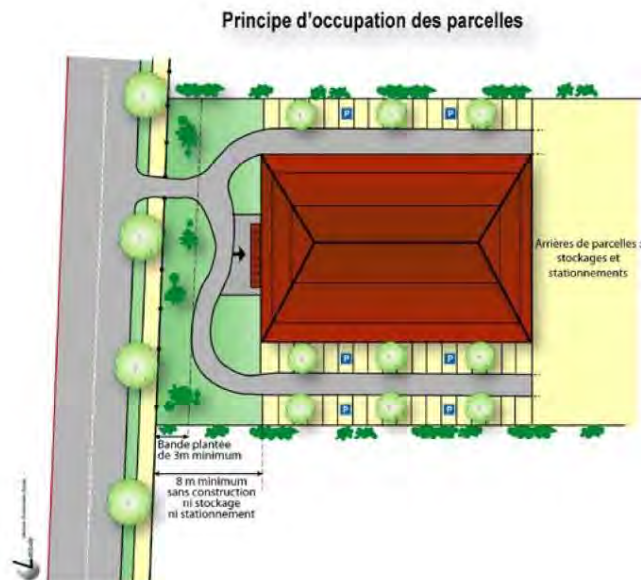 Principe d'occupation des parcelles
P
P
Arrières de parcelles :
stockages et
stationnements
P
P
P
P
Bande plantée
de 3m minimum
8 m minimum
sans construction
ni stockage
ni stationnement